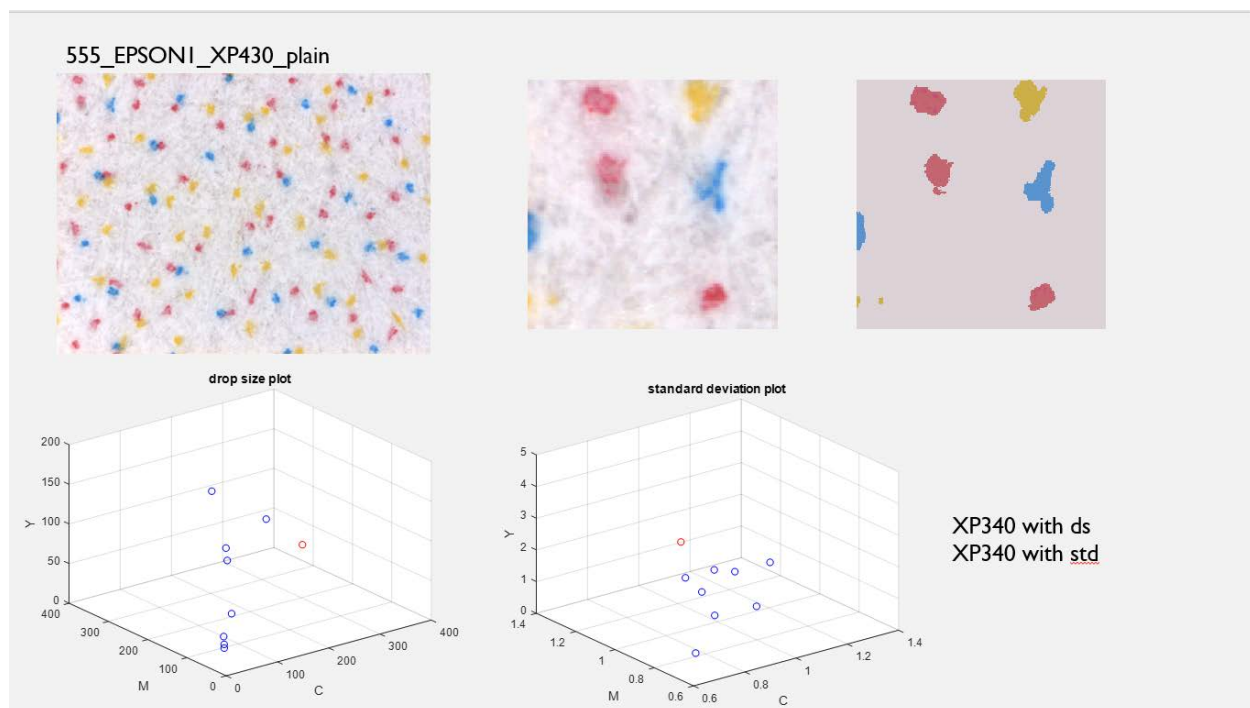 555_EPSON1_XP430_plain
drop size plot
200
150
100
50
0
Y
400
300
200
100
0
M
0
100
200
300
400
C
standard deviation plot
5
4
3
2
1
0
Y
1.4
1.2
1
0.8
0.6
M
0.6
0.8
1
1.2
1.4
C
XP340 with ds
XP340 with std